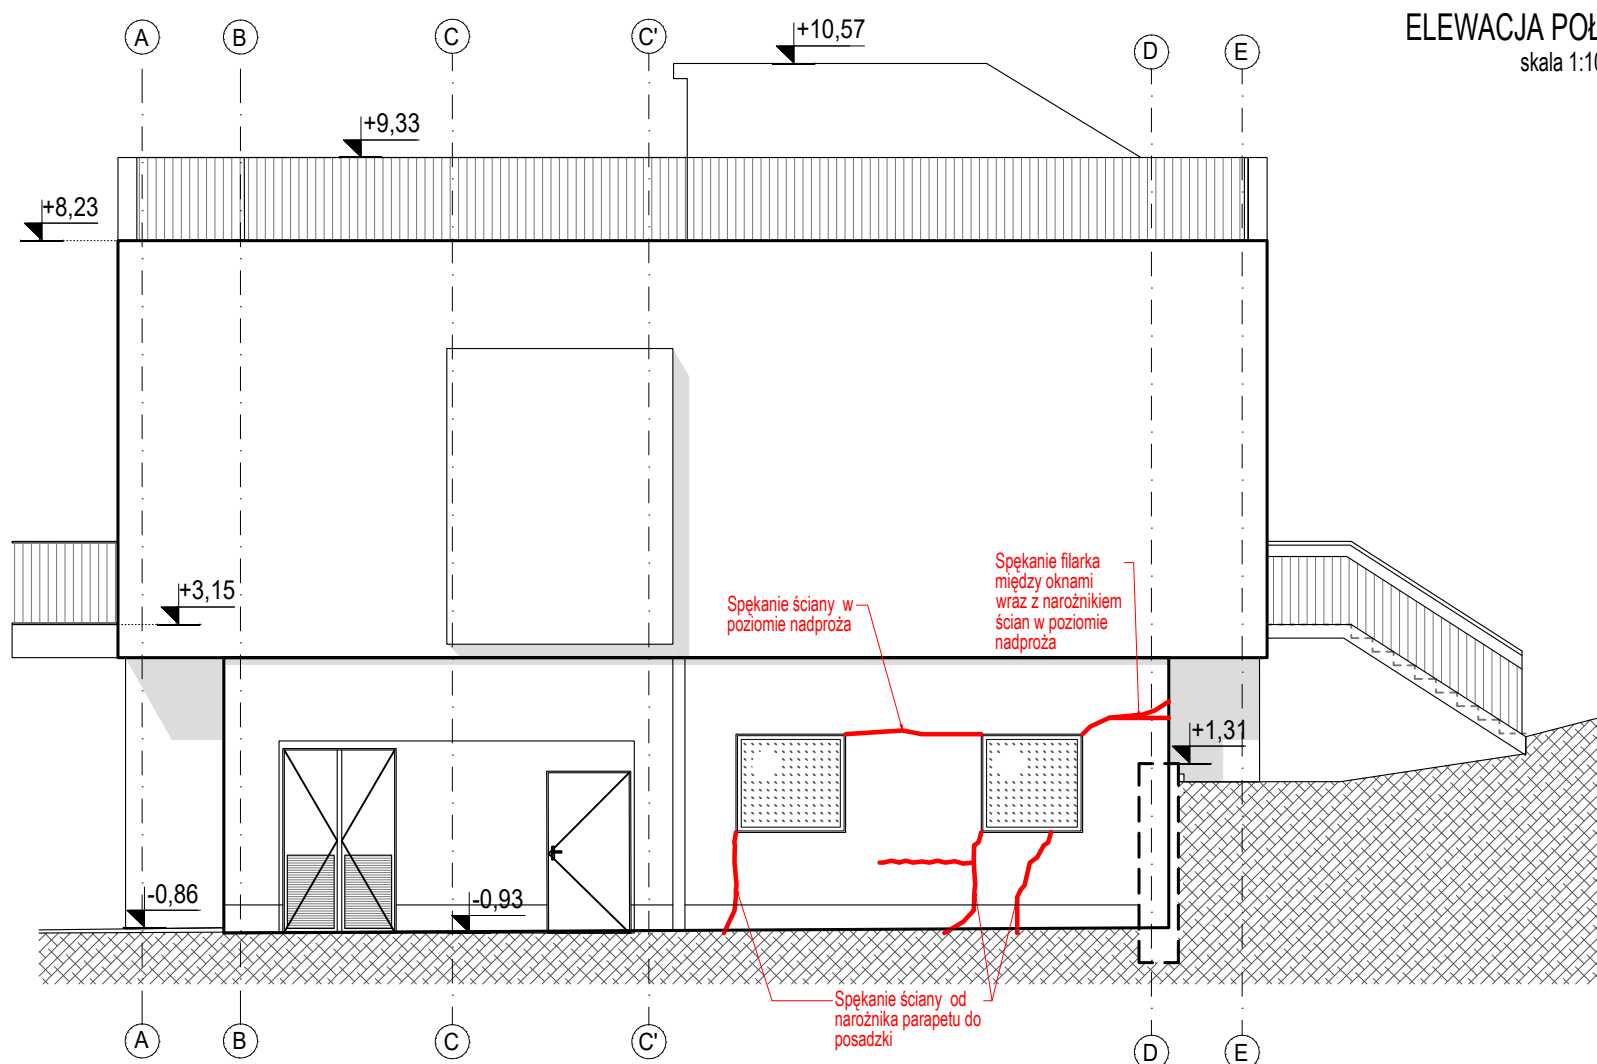 ELEWACJA POŁ
skala 1:10
A
B
C
C'
D
E
+10,57
+9,33
+8,23
+3,15
Spękanie ściany w
poziomie nadproża
Spękanie filarka
między oknami
wraz z narożnikiem
ścian w poziomie
nadproża
+1,31
-0,86
-0,93
Spękanie ściany od
narożnika parapetu do
posadzki
A
B
C
C'
D
E